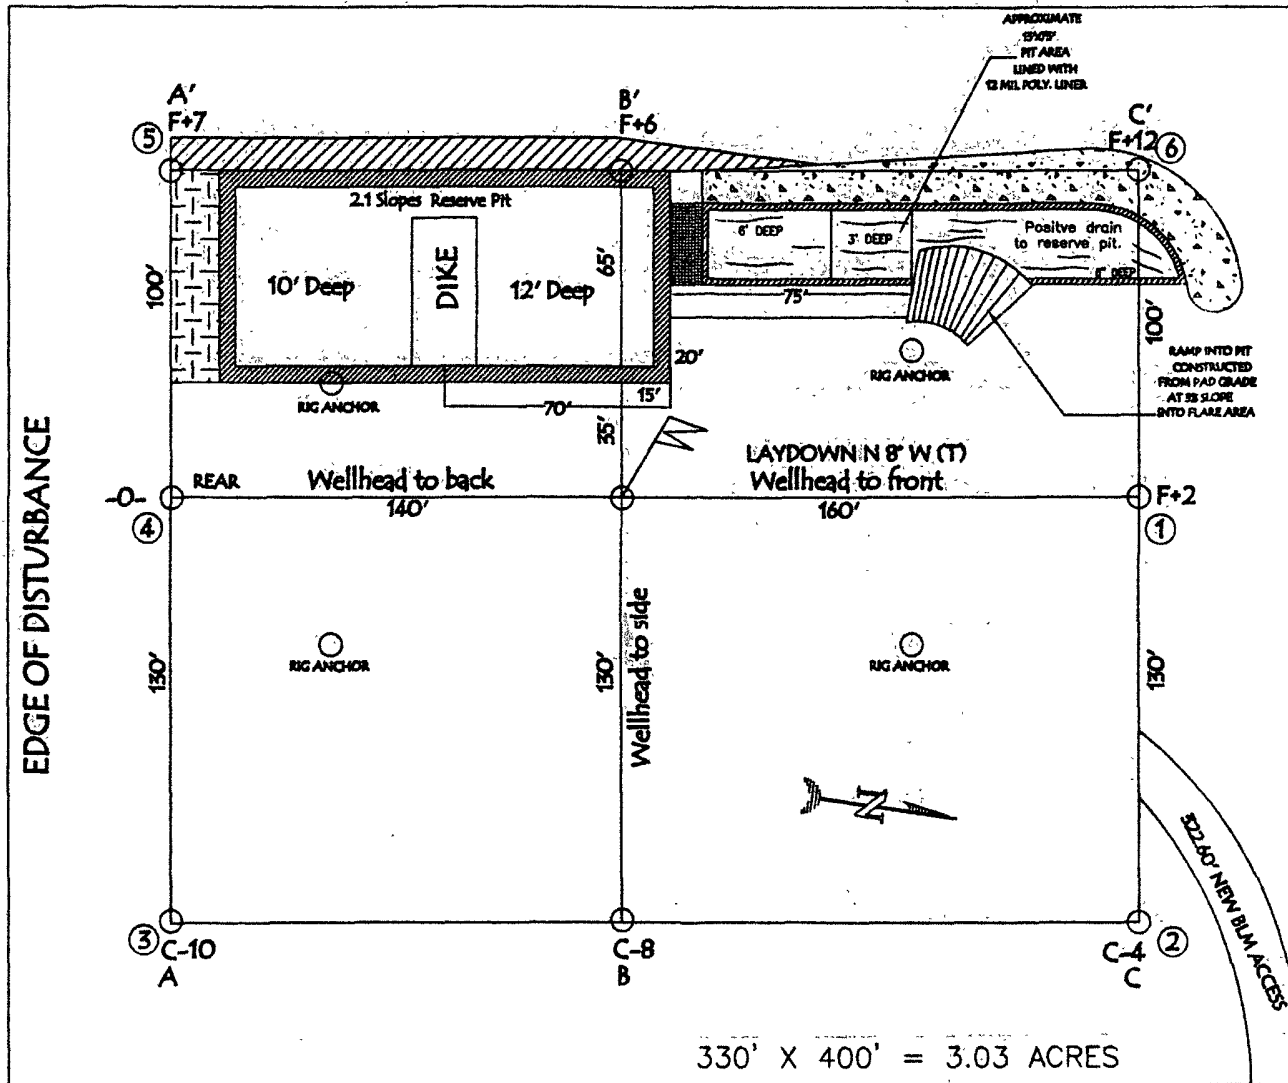 APPROXIMATE
PIT AREA
LINED WITH
12 MIL POLY. LINER
A'
F+7
B'
F+6
C'
F+12
5
6
2.1 Slopes Reserve Pit
6' DEEP
3' DEEP
Positve drain
to reserve pit.
10' Deep
DIKE
12' Deep
65'
100'
75'
100'
20'
RIG ANCHOR
RAMP INTO PIT
CONSTRUCTED
FROM PAD GRADE
INTO FLARE AREA
RIG ANCHOR
15'
70'
35'
LAYDOWN N 8° W (T)
REAR
Wellhead to back
Wellhead to front
-0-
140'
160'
F+2
4
1
EDGE OF DISTURBANCE
RIG ANCHOR
RIG ANCHOR
130'
130'
Wellhead to side
130'
N
322.60' NEW BLM ACCESS
3
C-10
A
C-8
B
C-4
C
2
330' X 400' = 3.03 ACRES